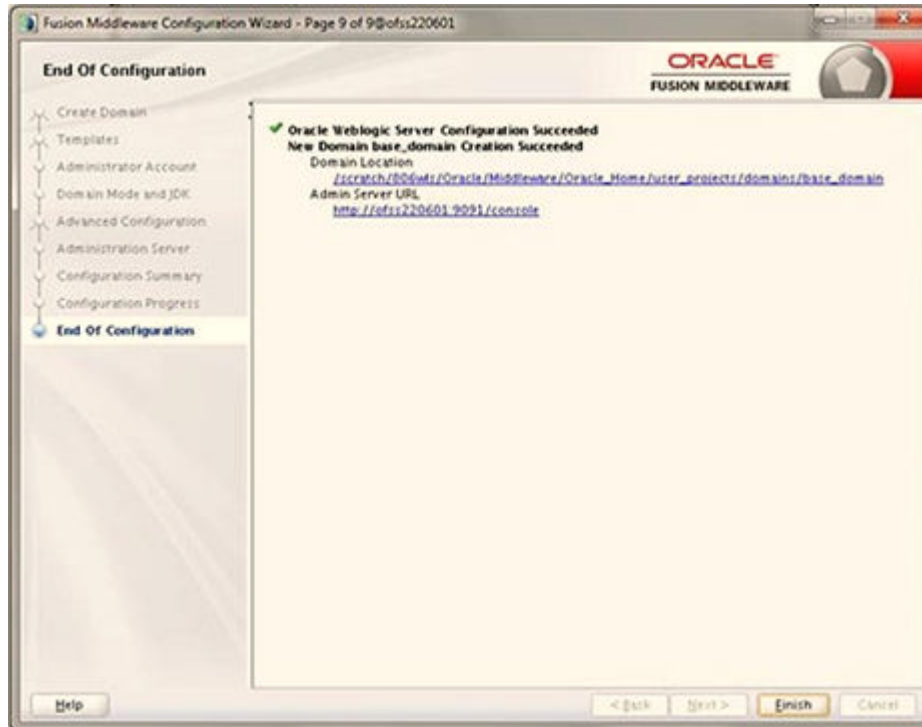 Fusion Middleware Configuration Wizard - Page 9 of 9@ofss220601
End Of Configuration
ORACLE
FUSION MIDDLEWARE
Create Domain
Templates
Administrator Account
Domain Mode and JDK
Advanced Configuration
Administration Server
Configuration Summary
Configuration Progress
End Of Configuration
Oracle Weblogic Server Configuration Succeeded
New Domain base_domain Creation Succeeded
Domain Location
/Oracle/Middleware/Oracle_Home/user_projects/domains/base_domain
Admin Server URL
http://ofss220601:9091/console
Help
< Back
Next >
Finish
Cancel